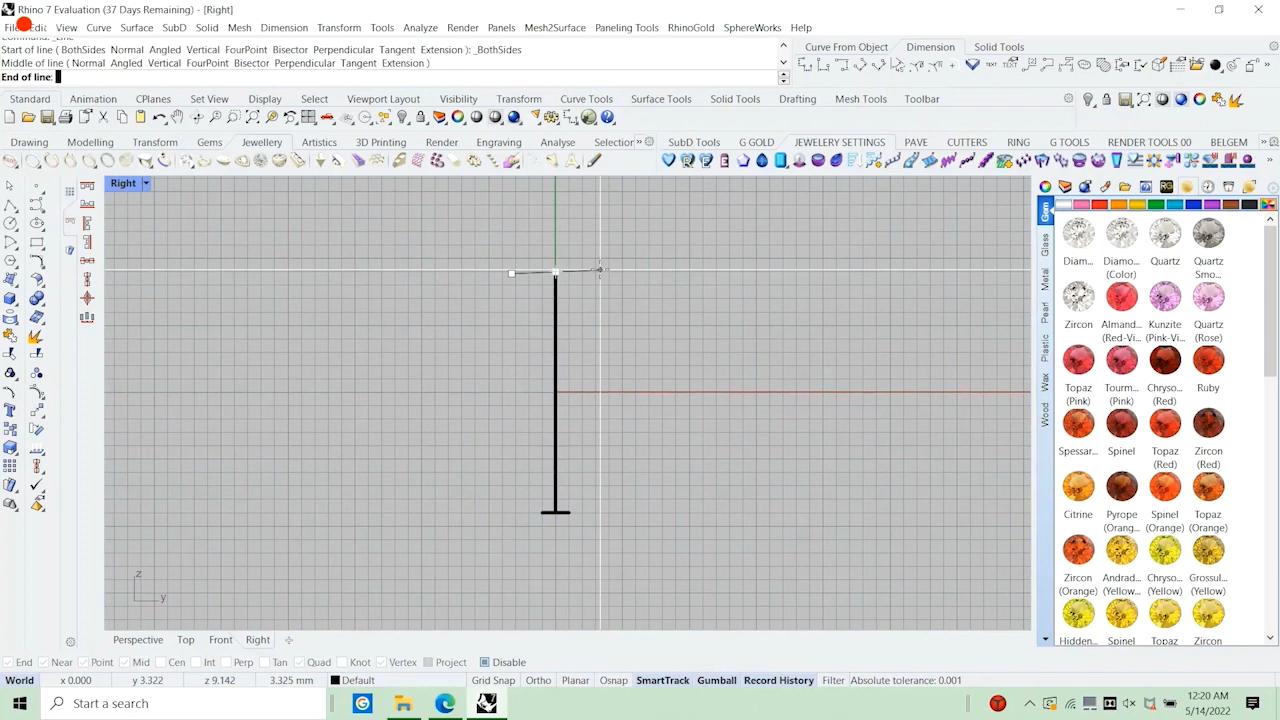 Rhino 7 Evaluation (37 Days Remaining) - [Right]
File Edit View Curve Surface Solid SubD Mesh Dimension Transform Tools Analyze Render Panels Mesh2Surface Paneling Tools RhinoGold SphereWorks Help
Start of line ( BothSides Normal Angled Vertical FourPoint Bisector Perpendicular Tangent Extension ): _BothSides
Middle of line ( Normal Angled Vertical FourPoint Bisector Perpendicular Tangent Extension )
End of line:
Curve From Object Dimension Solid Tools
Standard Animation CPlanes Set View Display Select Viewport Layout Visibility Transform Curve Tools Surface Tools Solid Tools Drafting Mesh Tools Toolbar
Drawing Modelling Transform Gems Jewellery Artistics 3D Printing Render Engraving Analyse Selection
SubD Tools G GOLD JEWELERY SETTINGS PAVE CUTTERS RING G TOOLS RENDER TOOLS 00 BELGEM
Right
z
y
Gem
Glass
Metal
Pearl
Plastic
Wax
Wood
Diam...
Diamo... (Color)
Quartz
Quartz Smo...
Zircon
Almand... (Red-Vi...
Kunzite (Pink-Vi...
Quartz (Rose)
Topaz (Pink)
Tourm... (Pink)
Chryso... (Red)
Ruby
Spessar...
Spinel
Topaz (Red)
Zircon (Red)
Citrine
Pyrope (Orang...
Spinel (Orange)
Topaz (Orange)
Zircon (Orange)
Andrad... (Yellow...
Chryso... (Yellow)
Grossul... (Yellow)
Hidden...
Spinel
Topaz
Zircon
Perspective Top Front Right
End Near Point Mid Cen Int Perp Tan Quad Knot Vertex Project Disable
World x 0.000 y 3.322 z 9.142 3.325 mm Default Grid Snap Ortho Planar Osnap SmartTrack Gumball Record History Filter Absolute tolerance: 0.001
Search
12:20 AM
5/14/2022